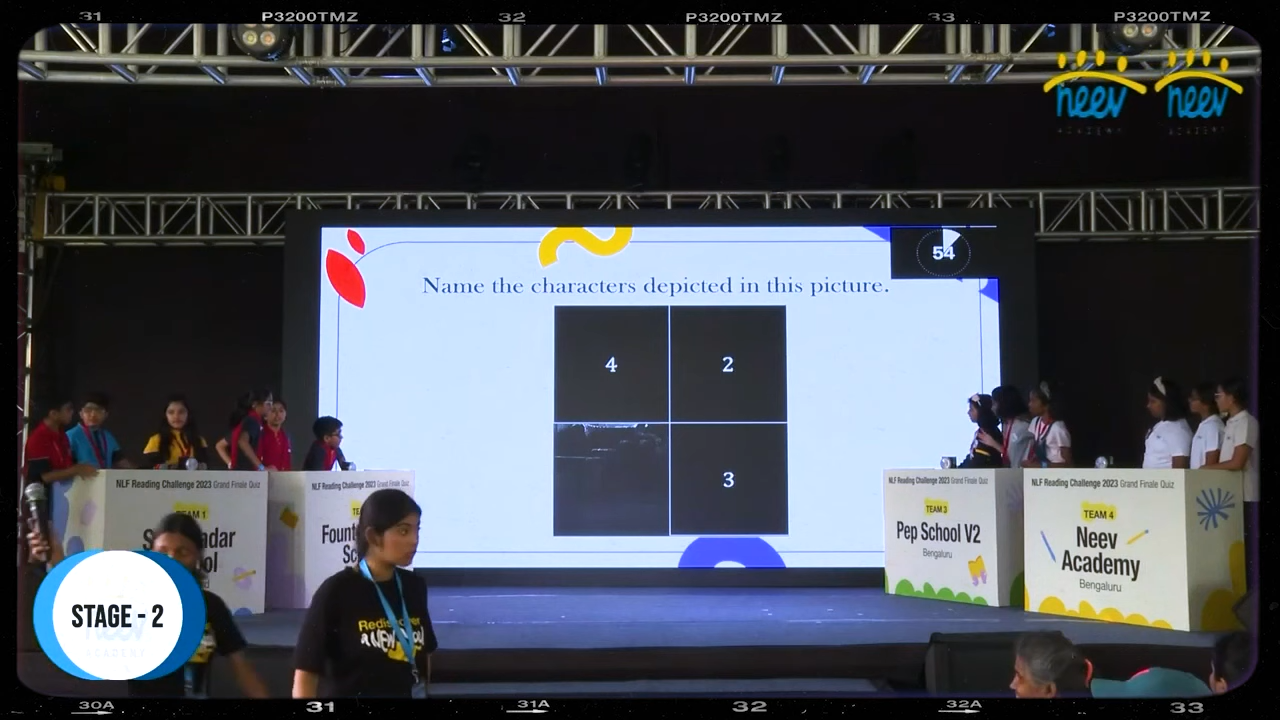 31 P3200TMZ 32 P3200TMZ 33 P3200TMZ
neev neev
ACADEMY ACADEMY
54
Name the characters depicted in this picture.
4 2
3
NLF Reading Challenge 2023 Grand Finale Quiz
TEAM 1
NLF Reading Challenge 2023
NLF Reading Challenge 2023 Grand Finale Quiz
TEAM 3
Pep School V2
Bengaluru
NLF Reading Challenge 2023 Grand Finale Quiz
TEAM 4
Neev
Academy
Bengaluru
STAGE - 2
30A 31 31A 32 32A 33